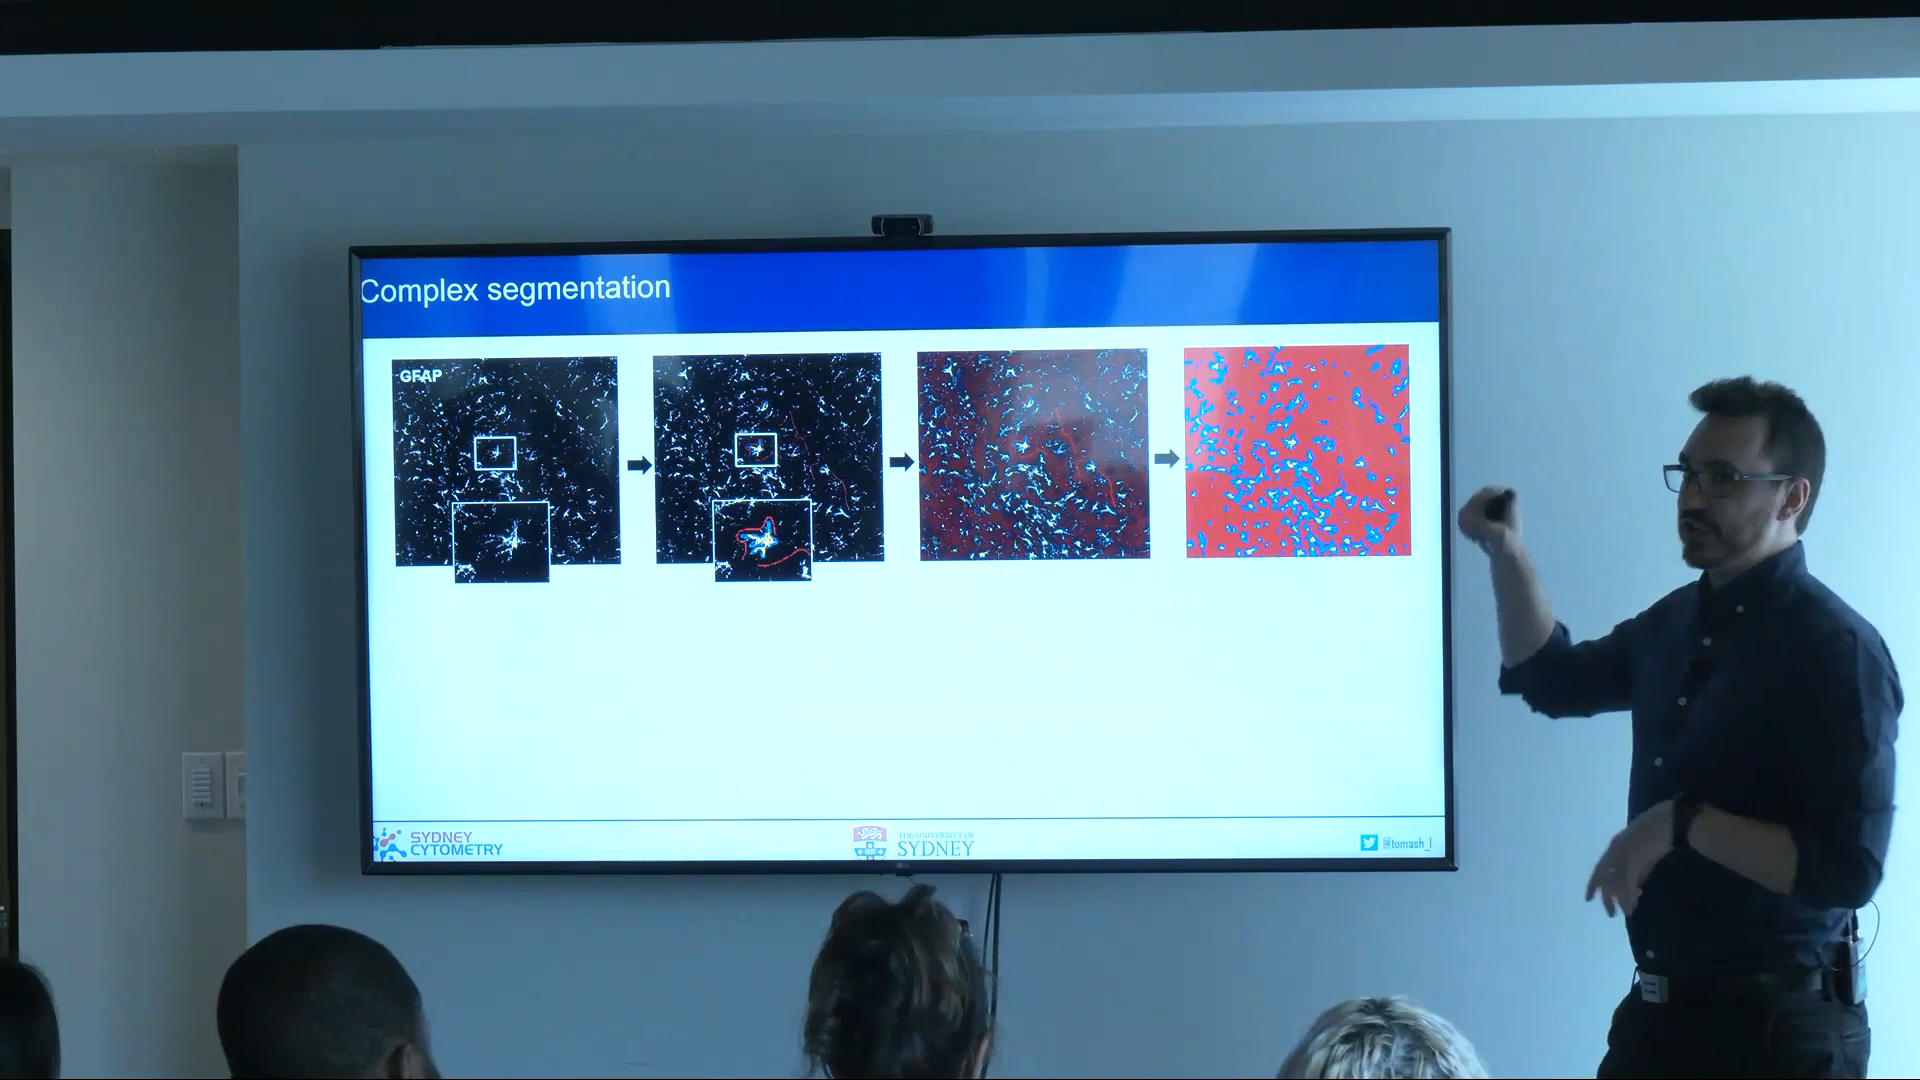 Complex segmentation
GFAP
SYDNEY
CYTOMETRY
THE UNIVERSITY OF
SYDNEY
@tomash_l